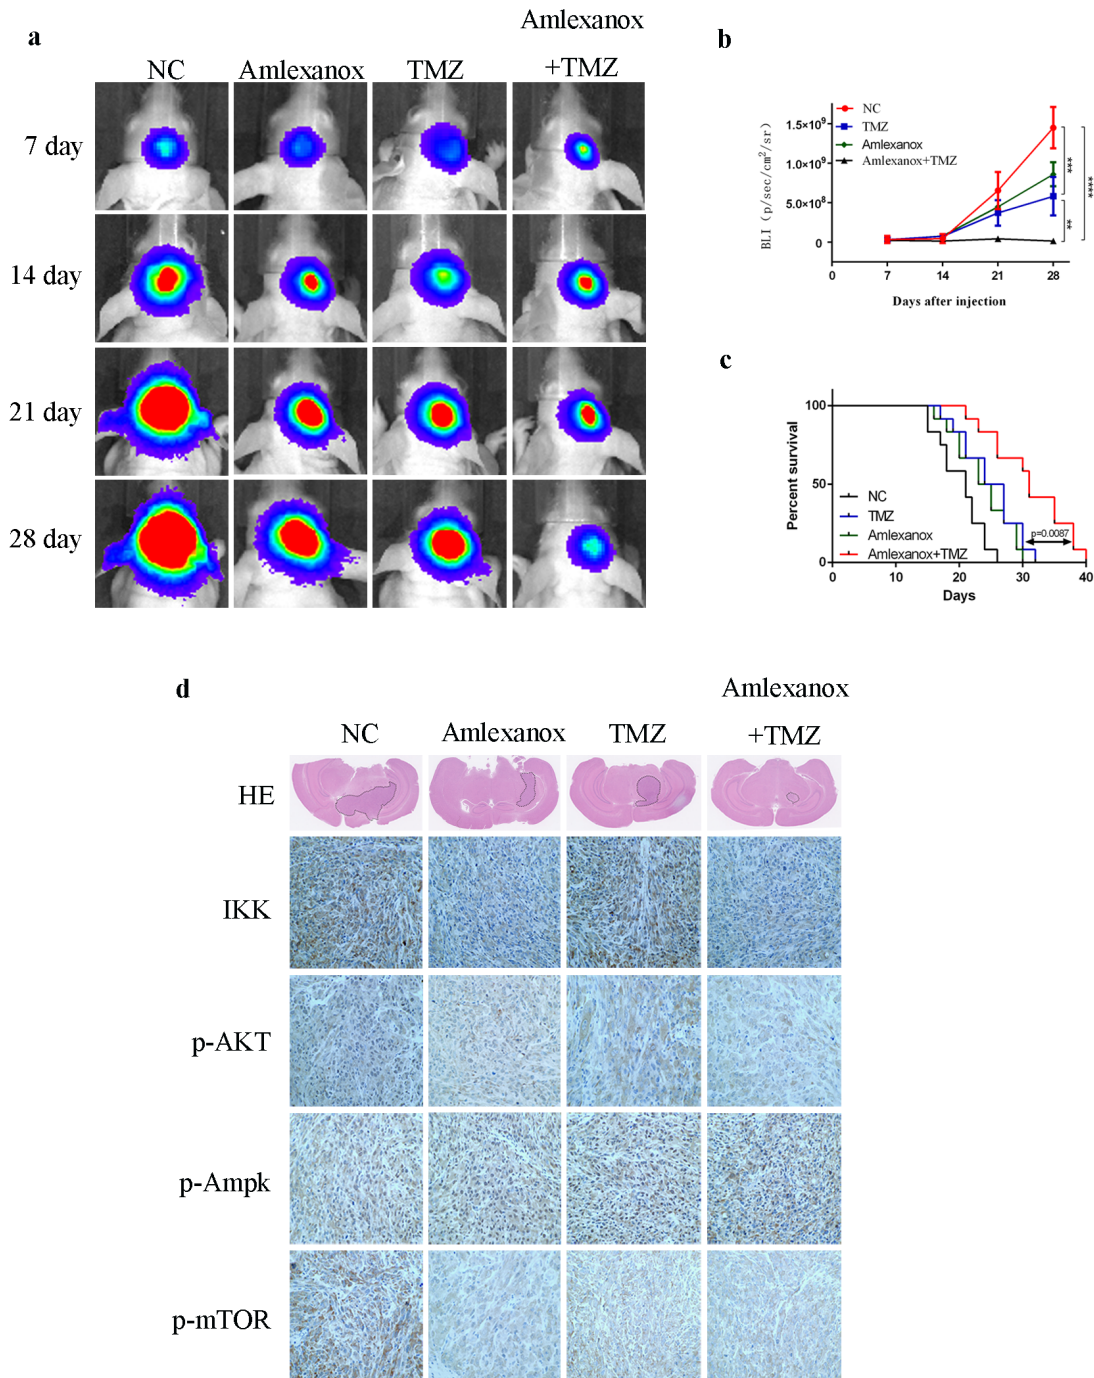 a
NC
Amlexanox
TMZ
Amlexanox
+TMZ
7 day
14 day
21 day
28 day
b
NC
TMZ
Amlexanox
Amlexanox+TMZ
BLI (p/sec/cm²/sr)
1.5×10⁹
1.0×10⁹
5.0×10⁸
0
0
7
14
21
28
Days after injection
***
**
****
c
Percent survival
100
50
0
NC
TMZ
Amlexanox
Amlexanox+TMZ
p=0.0087
0
10
20
30
40
Days
d
NC
Amlexanox
TMZ
Amlexanox
+TMZ
HE
IKK
p-AKT
p-Ampk
p-mTOR